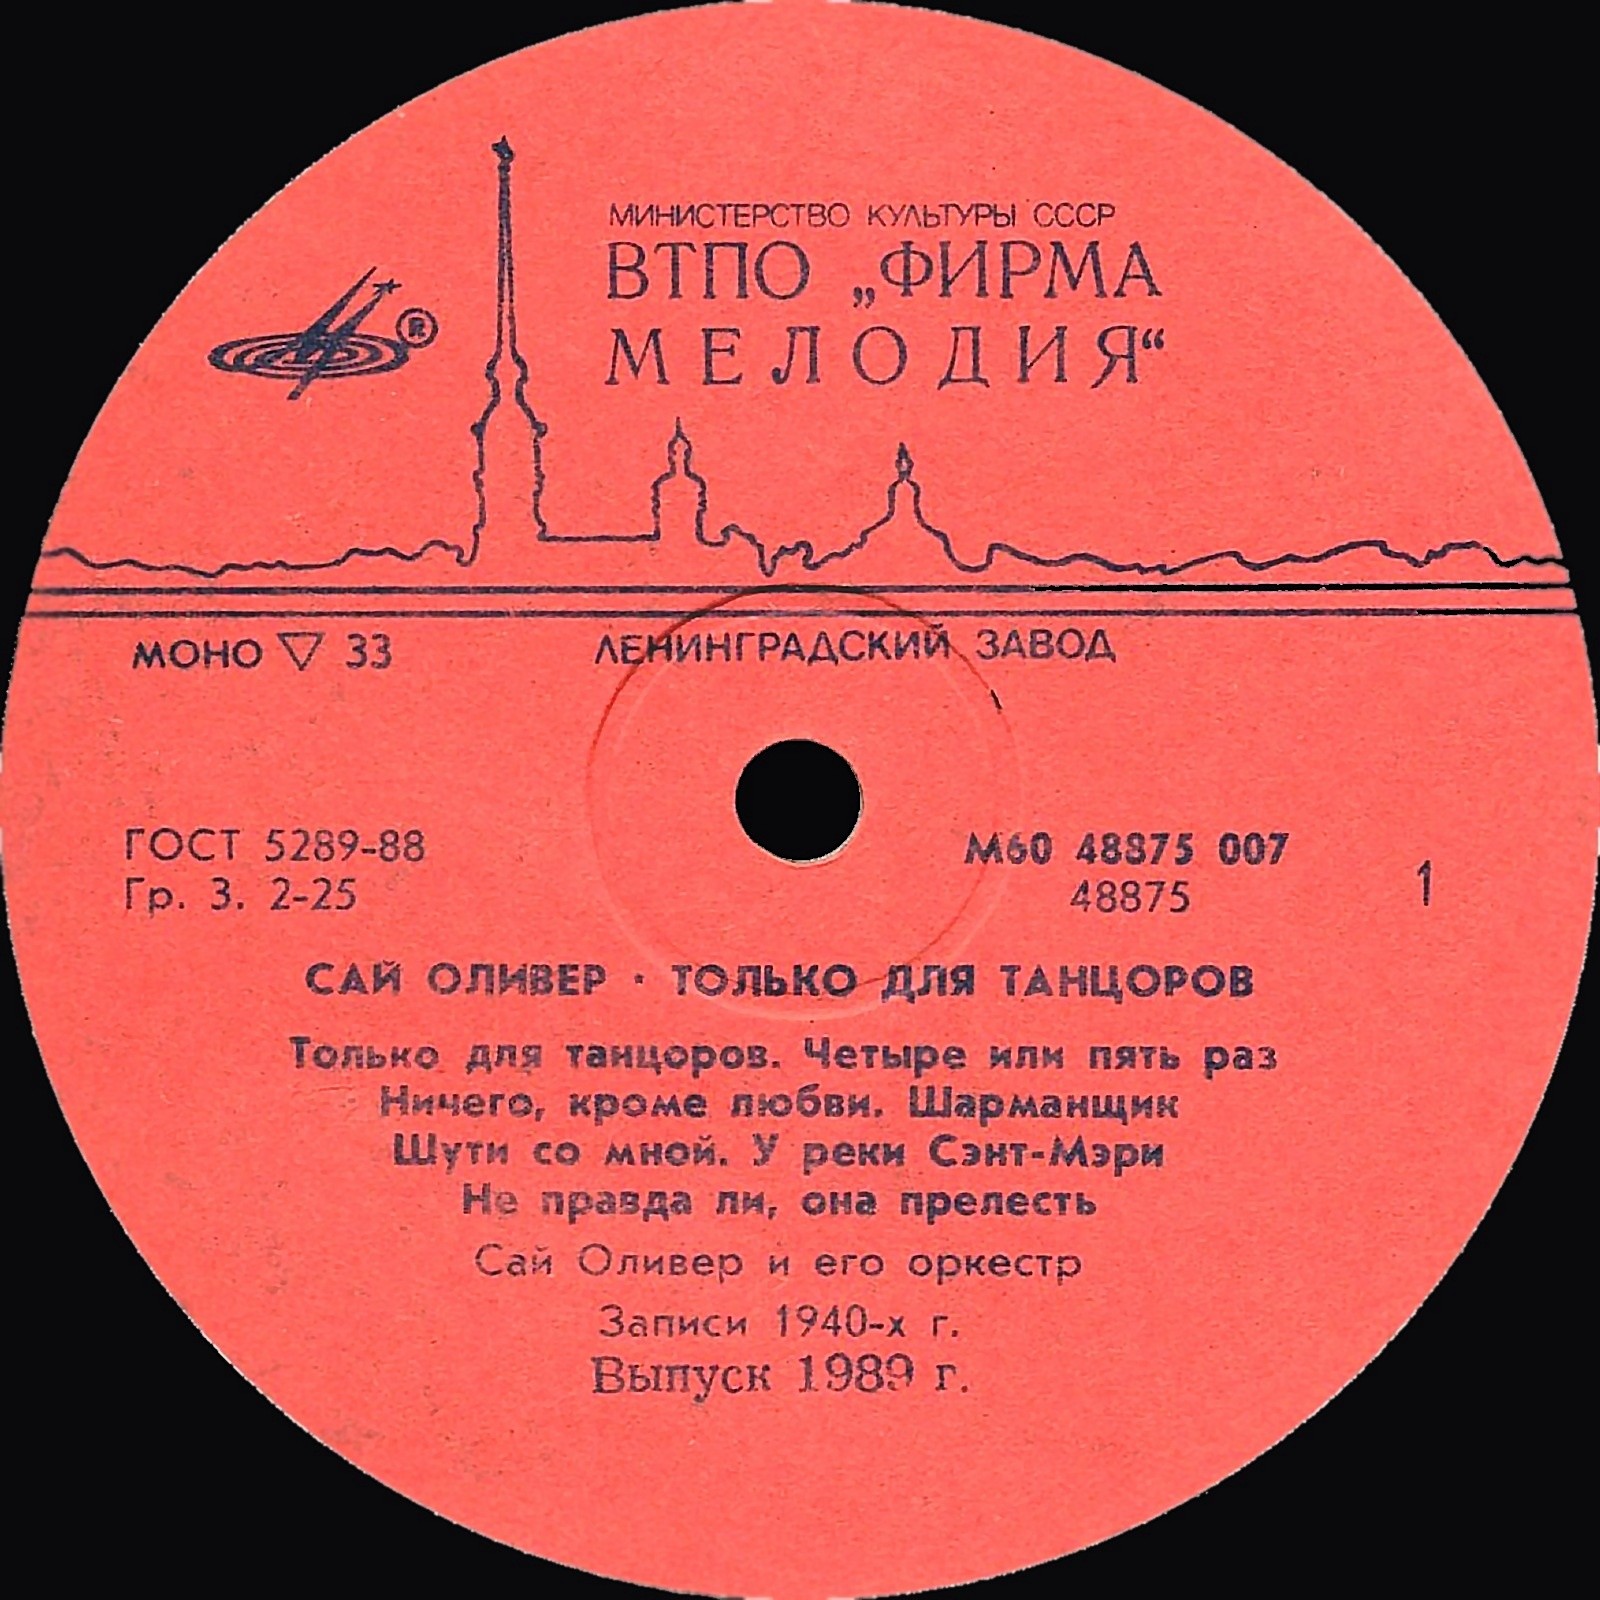 МИНИСТЕРСТВО КУЛЬТУРЫ СССР
ВТПО „ФИРМА
МЕЛОДИЯ“
®
МОНО ▽ 33
ЛЕНИНГРАДСКИЙ ЗАВОД
ГОСТ 5289-88
Гр. 3. 2-25
М60 48875 007
48875
1
САЙ ОЛИВЕР · ТОЛЬКО ДЛЯ ТАНЦОРОВ
Только для танцоров. Четыре или пять раз
Ничего, кроме любви. Шарманщик
Шути со мной. У реки Сэнт-Мэри
Не правда ли, она прелесть
Сай Оливер и его оркестр
Записи 1940-х г.
Выпуск 1989 г.